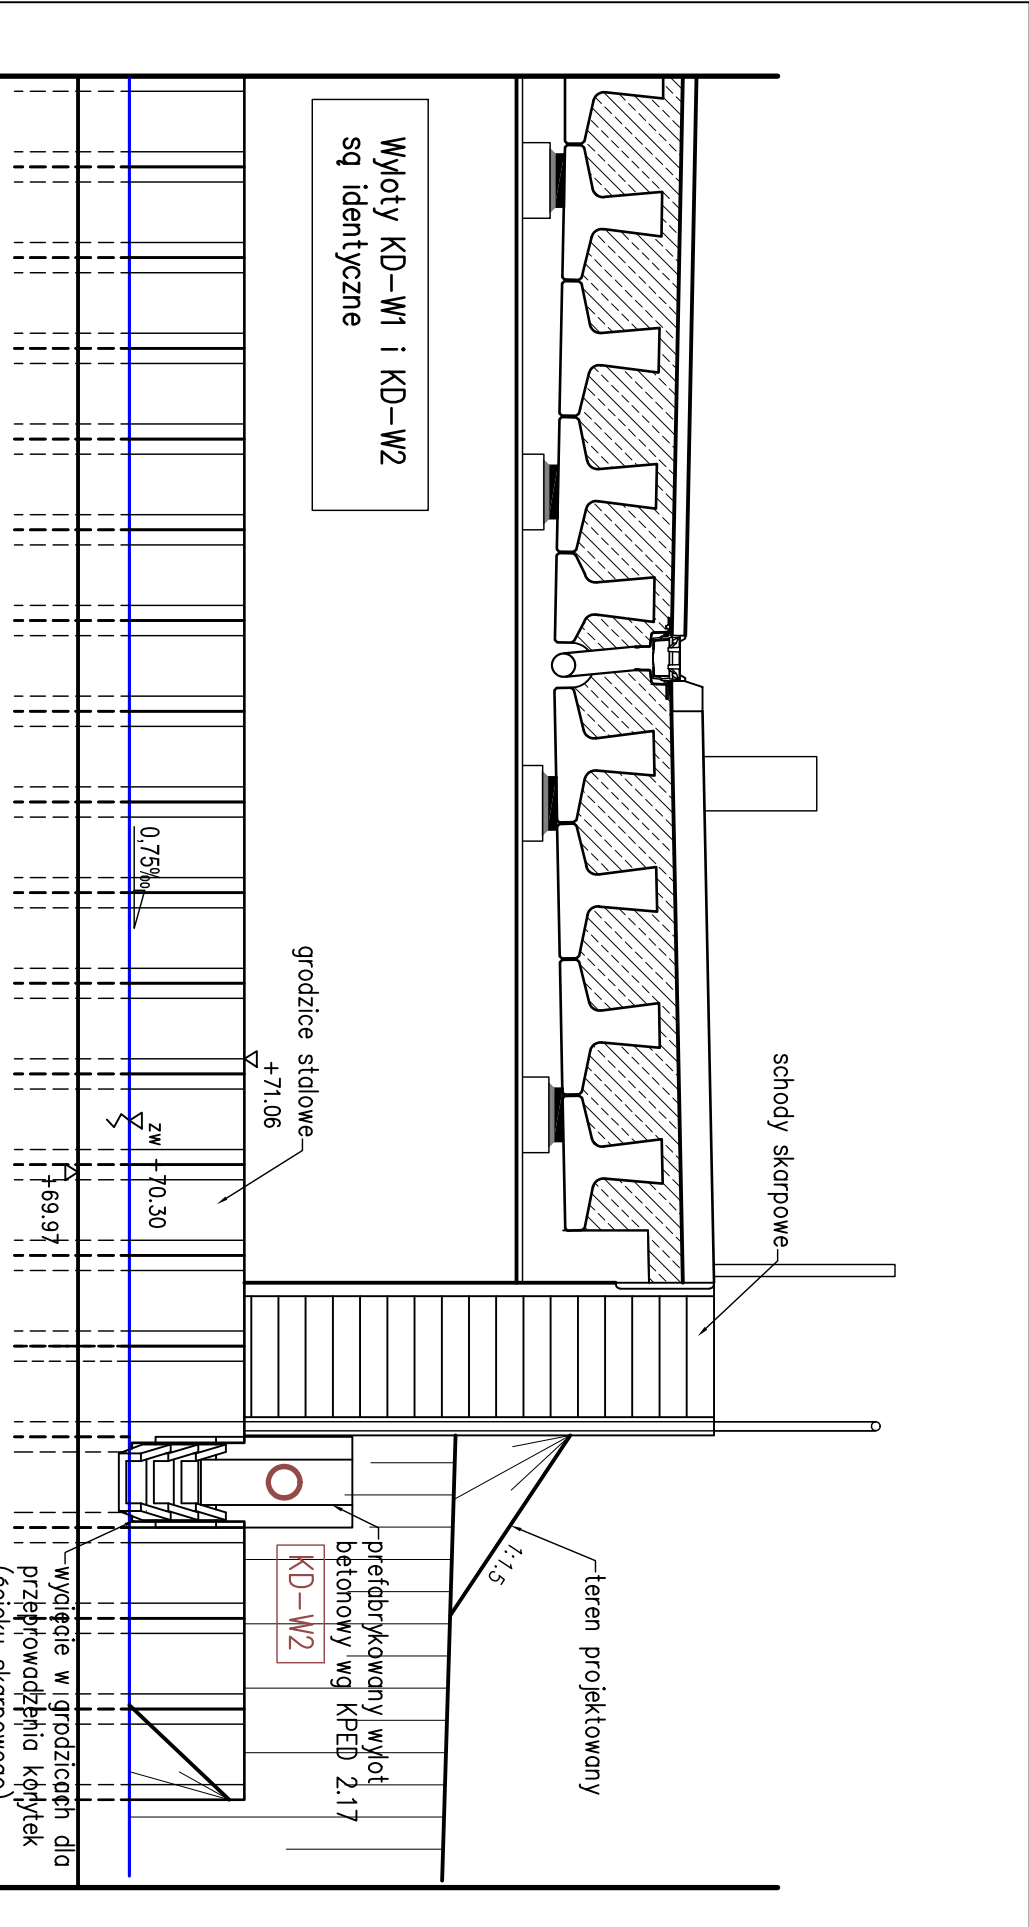 Wyloty KD-W1 i KD-W2
są identyczne
schody skarpowe
grodzice stalowe
+71.06
0,75‰
zw +70.30
+69.97
1:1.5
teren projektowany
prefabrykowany wylot
betonowy wg KPED 2.17
KD-W2
wycięcie w grodzicach dla
przeprowadzenia korytek
(ścieku skarpowego)